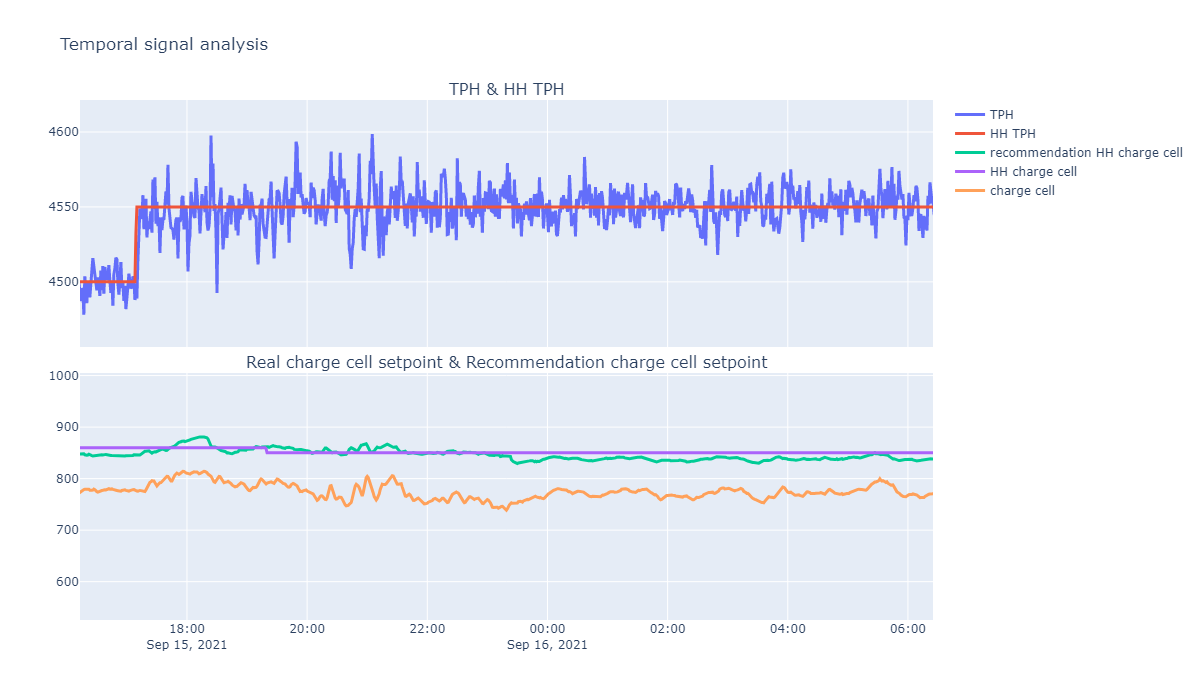 Temporal signal analysis
TPH & HH TPH
4600
4550
4500
TPH
HH TPH
recommendation HH charge cell
HH charge cell
charge cell
Real charge cell setpoint & Recommendation charge cell setpoint
1000
900
800
700
600
18:00
Sep 15, 2021
20:00
22:00
00:00
Sep 16, 2021
02:00
04:00
06:00